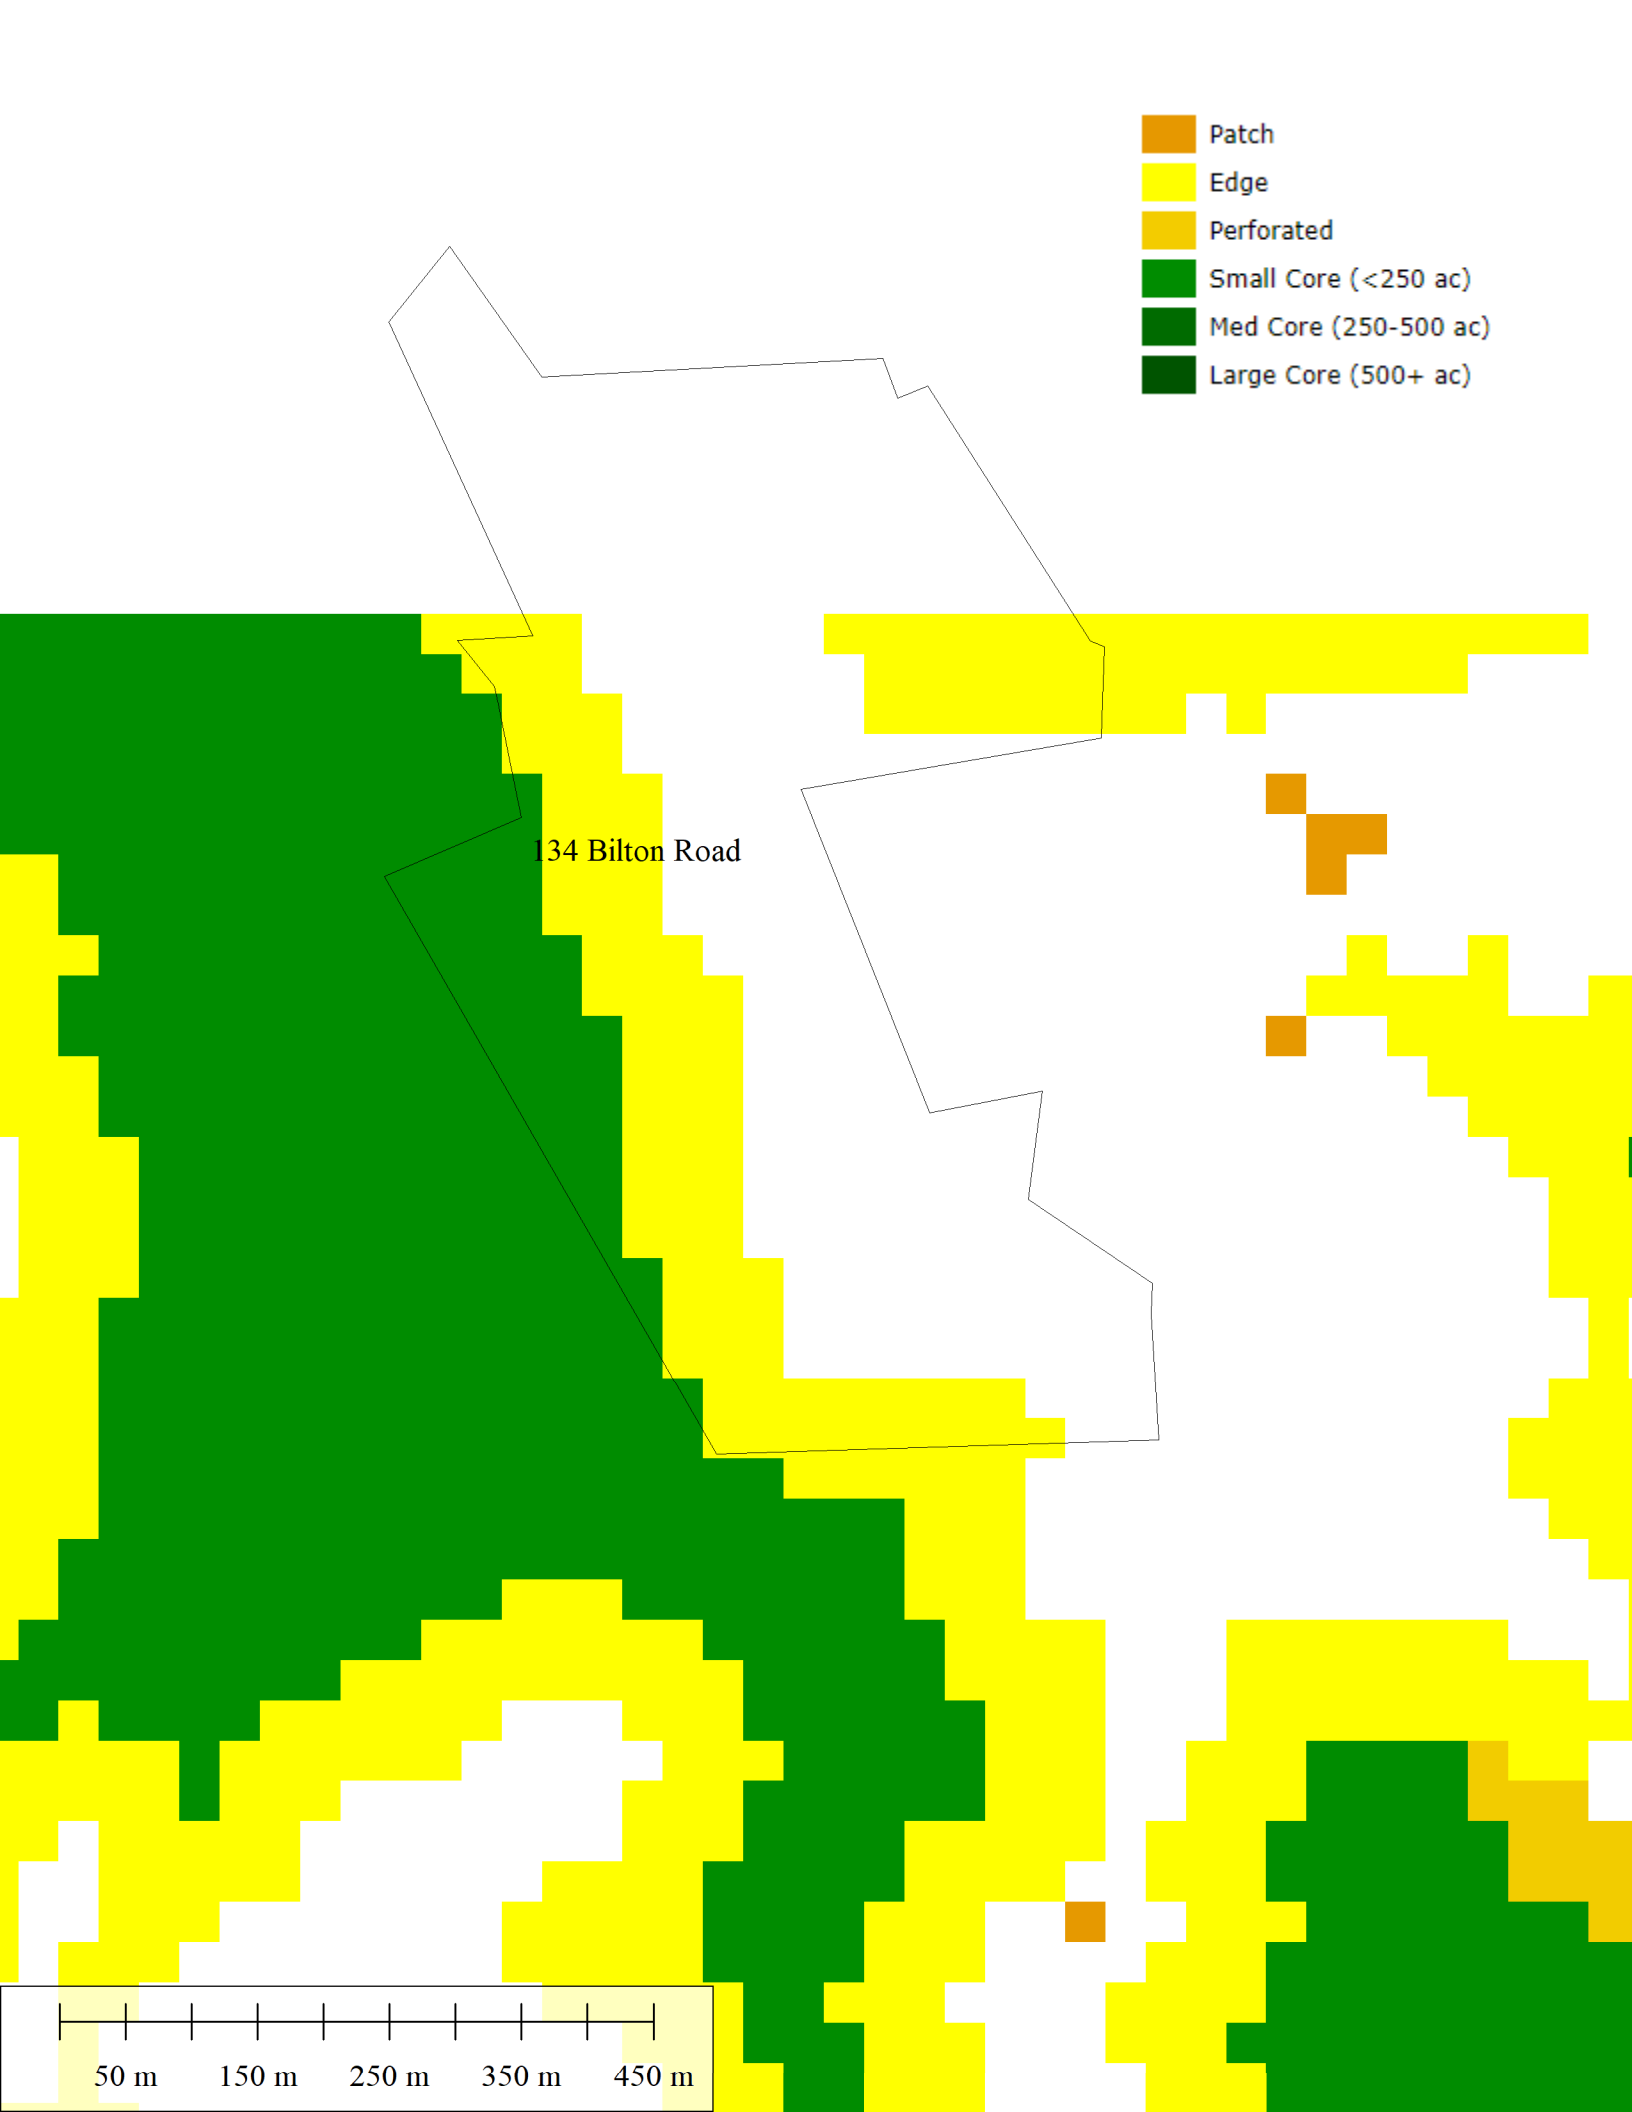 Patch
Edge
Perforated
Small Core (<250 ac)
Med Core (250-500 ac)
Large Core (500+ ac)
134 Bilton Road
50 m 150 m 250 m 350 m 450 m